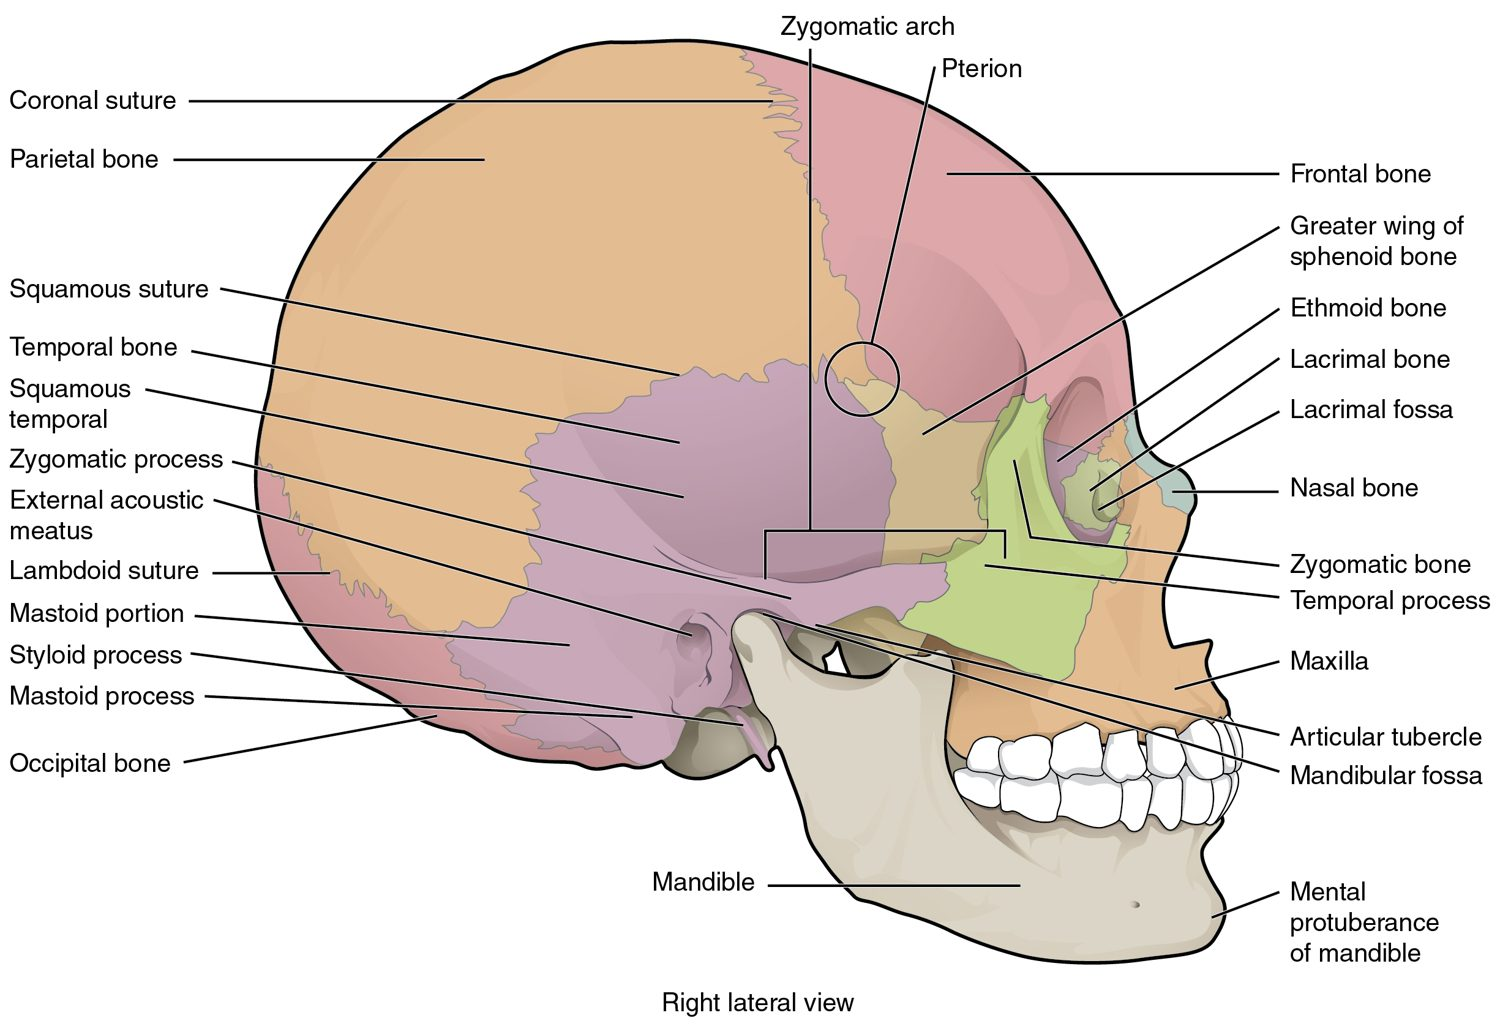 Zygomatic arch
Pterion
Coronal suture
Parietal bone
Squamous suture
Temporal bone
Squamous
temporal
Zygomatic process
External acoustic
meatus
Lambdoid suture
Mastoid portion
Styloid process
Mastoid process
Occipital bone
Frontal bone
Greater wing of
sphenoid bone
Ethmoid bone
Lacrimal bone
Lacrimal fossa
Nasal bone
Zygomatic bone
Temporal process
Maxilla
Articular tubercle
Mandibular fossa
Mandible
Mental
protuberance
of mandible
Right lateral view